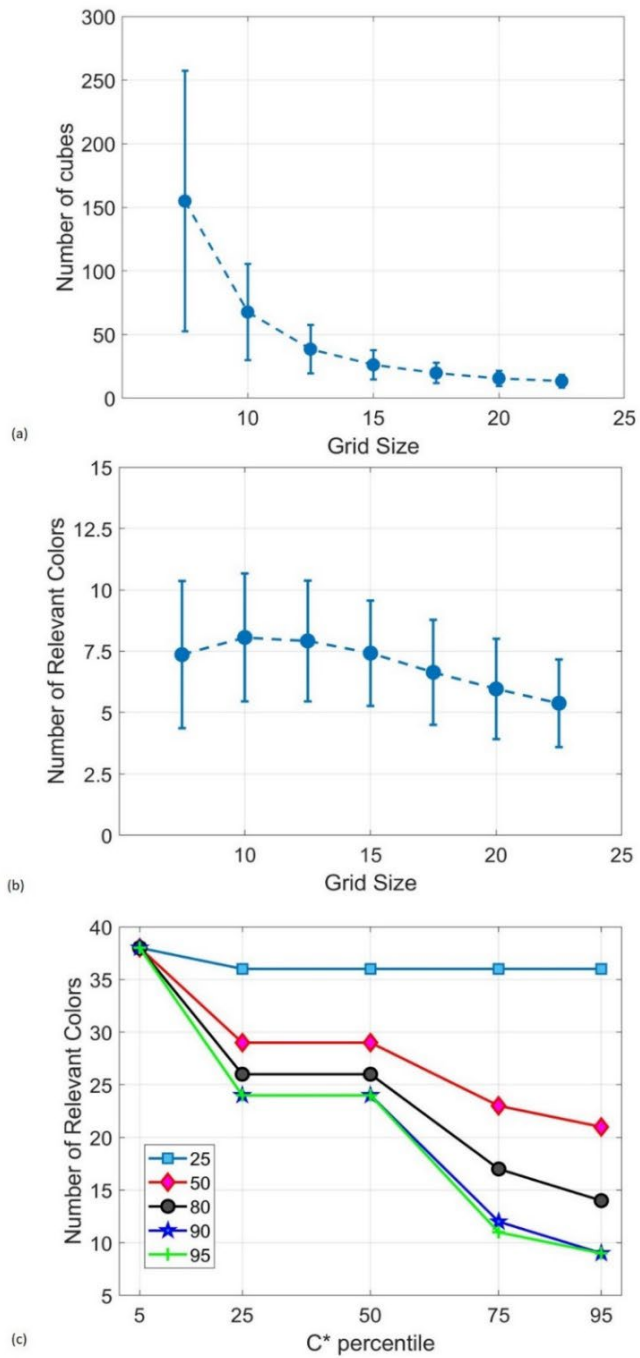 300
250
200
150
100
50
0
Number of cubes
10 15 20 25
Grid Size
(a)
15
12.5
10
7.5
5
2.5
0
Number of Relevant Colors
10 15 20 25
Grid Size
(b)
40
35
30
25
20
15
10
5
Number of Relevant Colors
25
50
80
90
95
5 25 50 75 95
C* percentile
(c)